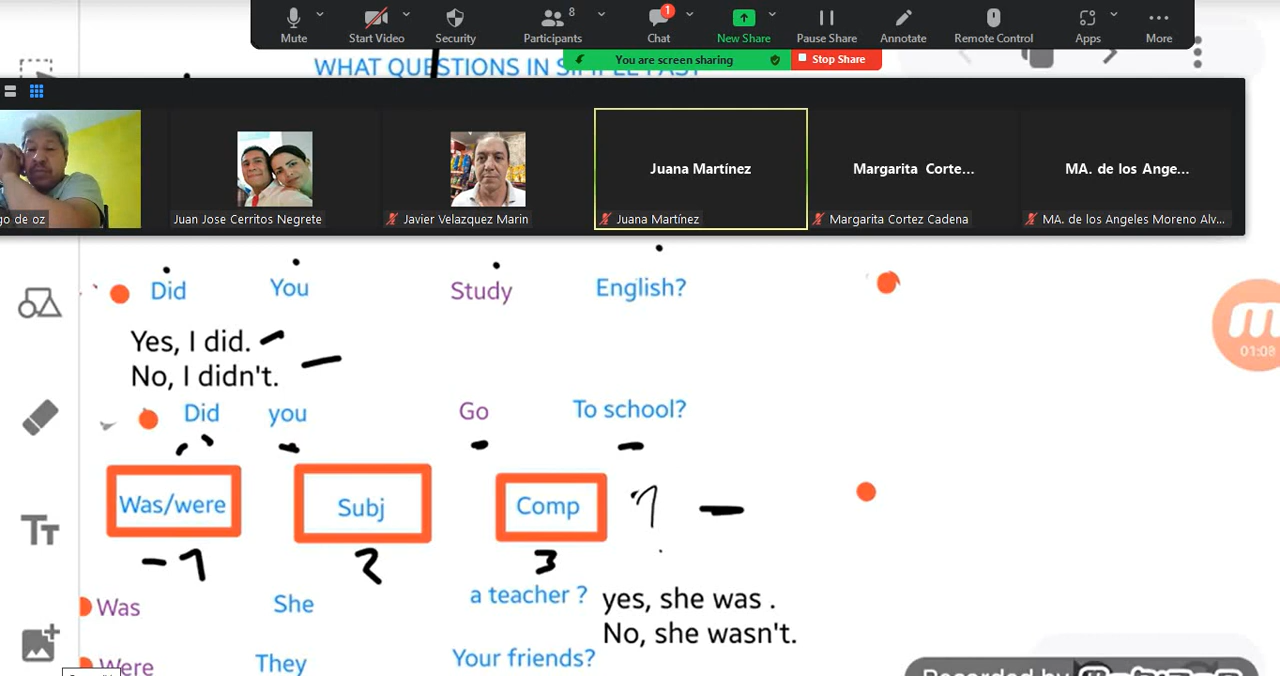 8
1
Mute Start Video Security Participants Chat New Share Pause Share Annotate Remote Control Apps More
You are screen sharing Stop Share
WHAT QUESTIONS IN SIMPLE PAST
Juana Martínez Margarita Corte... MA. de los Ange...
go de oz Juan Jose Cerritos Negrete Javier Velazquez Marin Juana Martínez Margarita Cortez Cadena MA. de los Angeles Moreno Alv...
Did You Study English?
Yes, I did.
01:08
No, I didn't.
Did you Go To school?
Was/were Subj Comp ?
1 2 3
TT
Was She a teacher ? yes, she was .
No, she wasn't.
Were They Your friends?
Recorded by